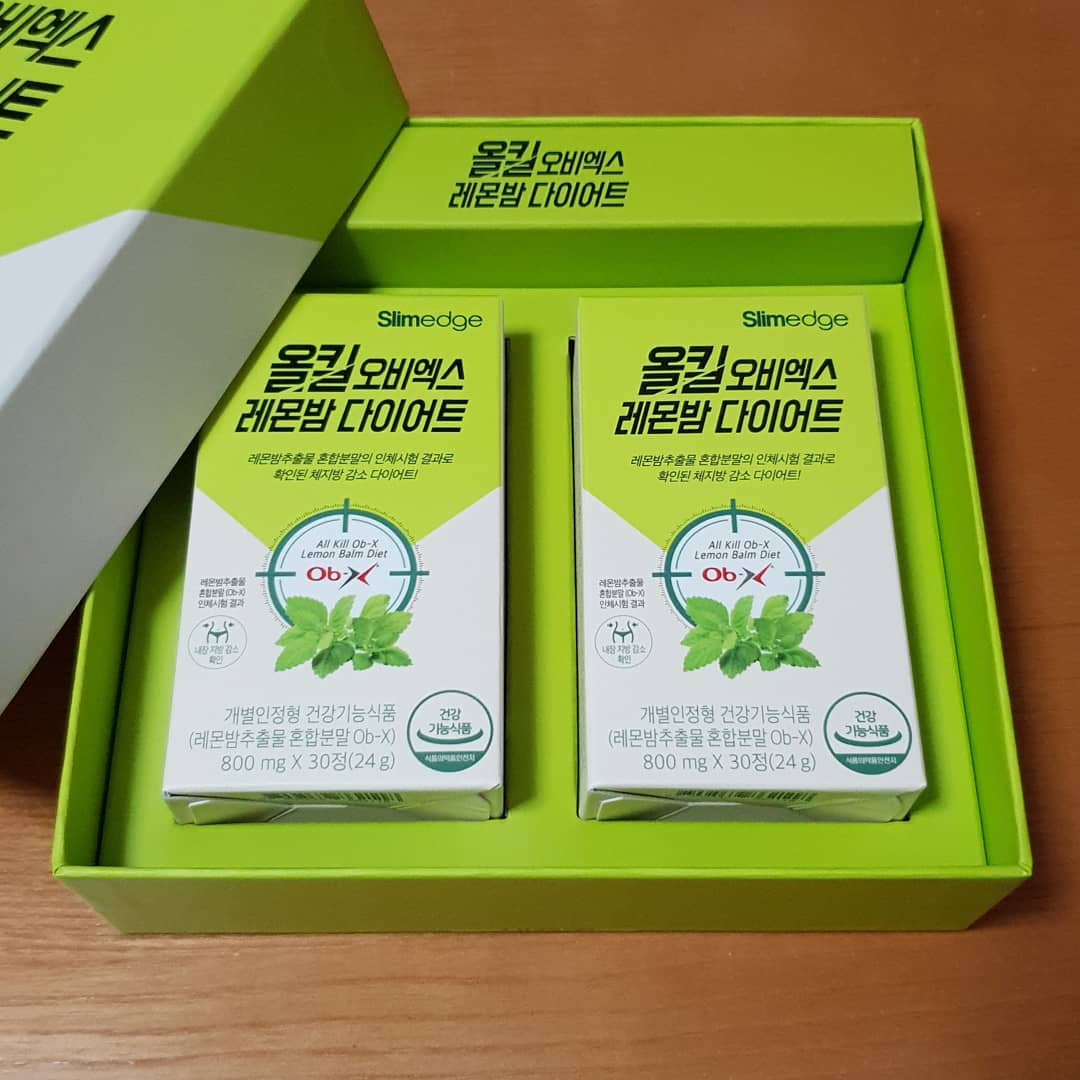 비엑스
트
올킬 오비엑스
레몬밤 다이어트
Slimedge
올킬 오비엑스
레몬밤 다이어트
레몬밤추출물 혼합분말의 인체시험 결과로
확인된 체지방 감소 다이어트!
All Kill Ob-X
Lemon Balm Diet
Ob-X
레몬밤추출물
혼합분말 (Ob-X)
인체시험 결과
내장 지방 감소
확인
개별인정형 건강기능식품
(레몬밤추출물 혼합분말 Ob-X)
800 mg X 30정(24 g)
건강
기능식품
식품의약품안전처
Slimedge
올킬 오비엑스
레몬밤 다이어트
레몬밤추출물 혼합분말의 인체시험 결과로
확인된 체지방 감소 다이어트!
All Kill Ob-X
Lemon Balm Diet
Ob-X
레몬밤추출물
혼합분말 (Ob-X)
인체시험 결과
내장 지방 감소
확인
개별인정형 건강기능식품
(레몬밤추출물 혼합분말 Ob-X)
800 mg X 30정(24 g)
건강
기능식품
식품의약품안전처